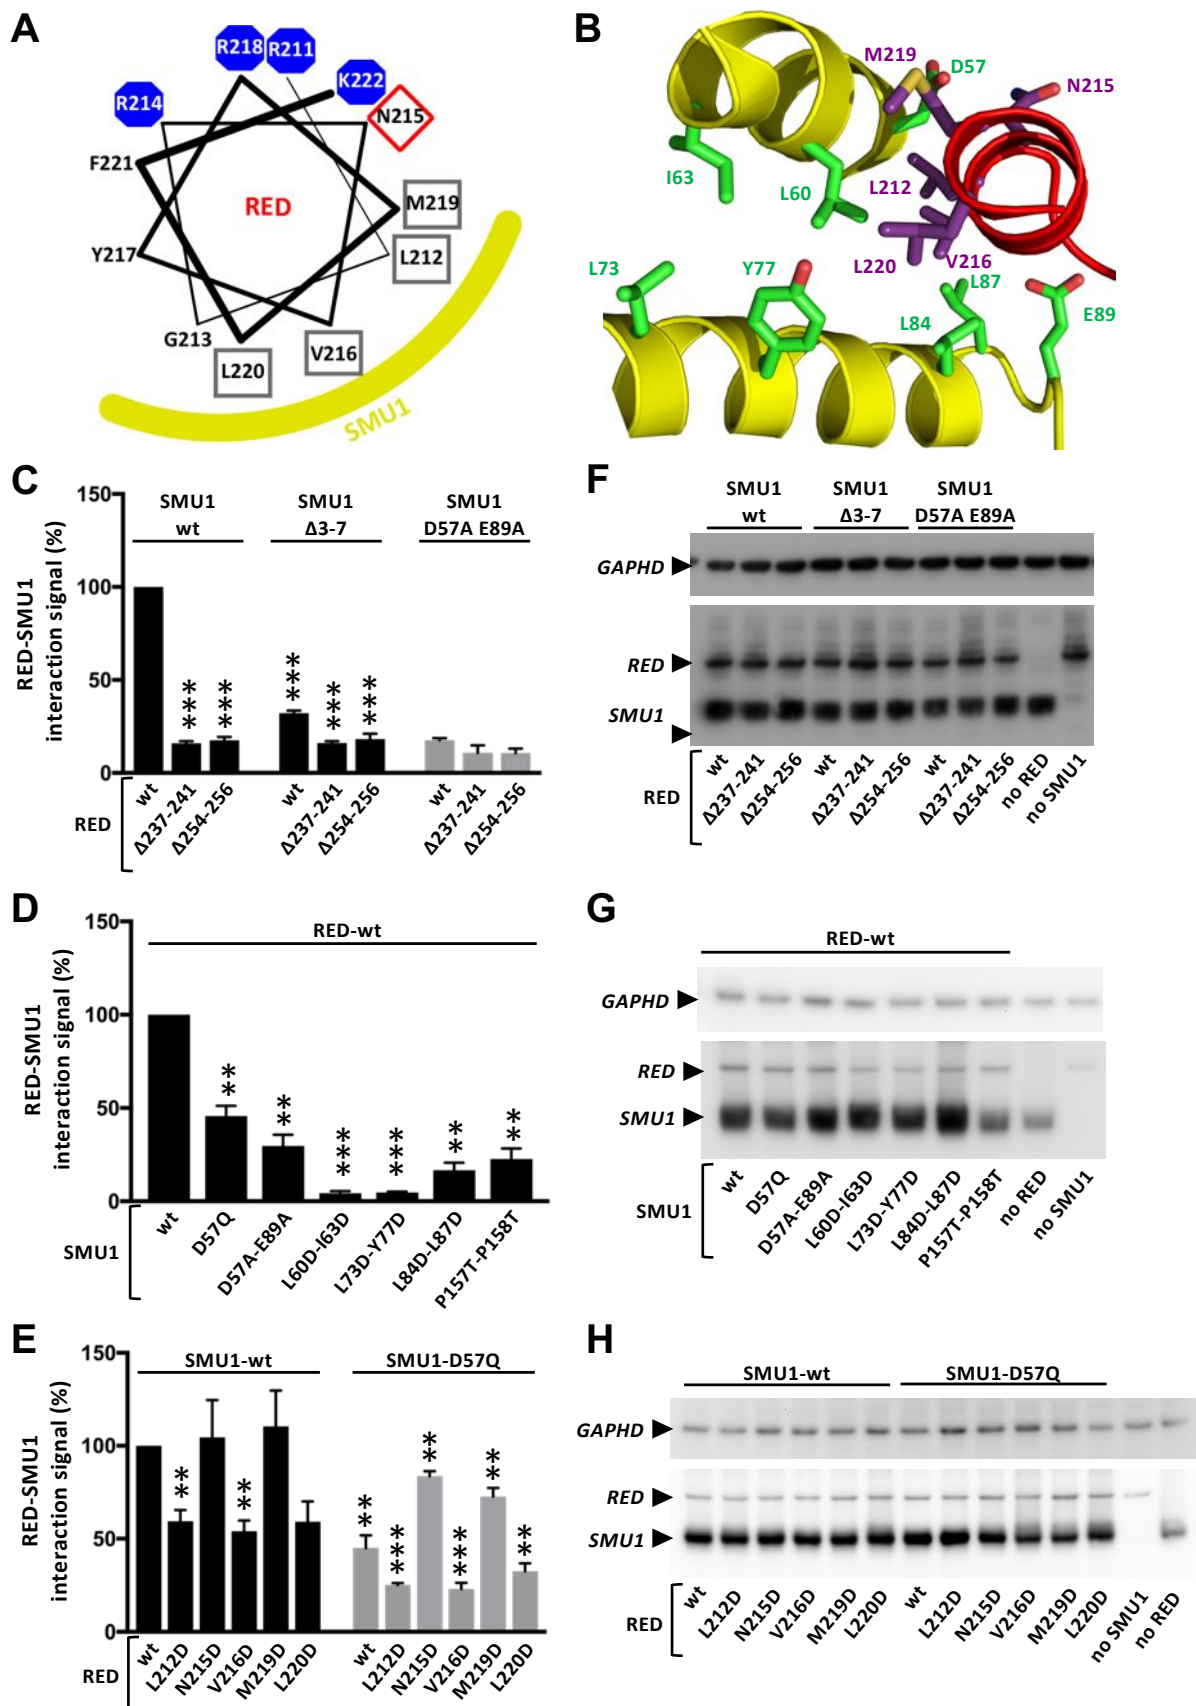 A
R218
R211
K222
R214
N215
F221
RED
M219
L212
Y217
G213
V216
L220
SMU1
B
M219
D57
N215
I63
L60
L212
L220
V216
L73
Y77
L87
L84
E89
C
RED-SMU1
interaction signal (%)
150
100
50
0
SMU1
wt
SMU1
Δ3-7
SMU1
D57A E89A
***
***
***
***
***
RED
wt
Δ237-241
Δ254-256
wt
Δ237-241
Δ254-256
wt
Δ237-241
Δ254-256
F
SMU1
wt
SMU1
Δ3-7
SMU1
D57A E89A
GAPHD
RED
SMU1
RED
wt
Δ237-241
Δ254-256
wt
Δ237-241
Δ254-256
wt
Δ237-241
Δ254-256
no RED
no SMU1
D
RED-SMU1
interaction signal (%)
150
100
50
0
RED-wt
**
**
***
***
**
**
SMU1
wt
D57Q
D57A-E89A
L60D-I63D
L73D-Y77D
L84D-L87D
P157T-P158T
G
RED-wt
GAPHD
RED
SMU1
SMU1
wt
D57Q
D57A-E89A
L60D-I63D
L73D-Y77D
L84D-L87D
P157T-P158T
no RED
no SMU1
E
RED-SMU1
interaction signal (%)
150
100
50
0
SMU1-wt
SMU1-D57Q
**
**
**
***
**
***
**
**
RED
wt
L212D
N215D
V216D
M219D
L220D
wt
L212D
N215D
V216D
M219D
L220D
H
SMU1-wt
SMU1-D57Q
GAPHD
RED
SMU1
RED
wt
L212D
N215D
V216D
M219D
L220D
wt
L212D
N215D
V216D
M219D
L220D
no SMU1
no RED